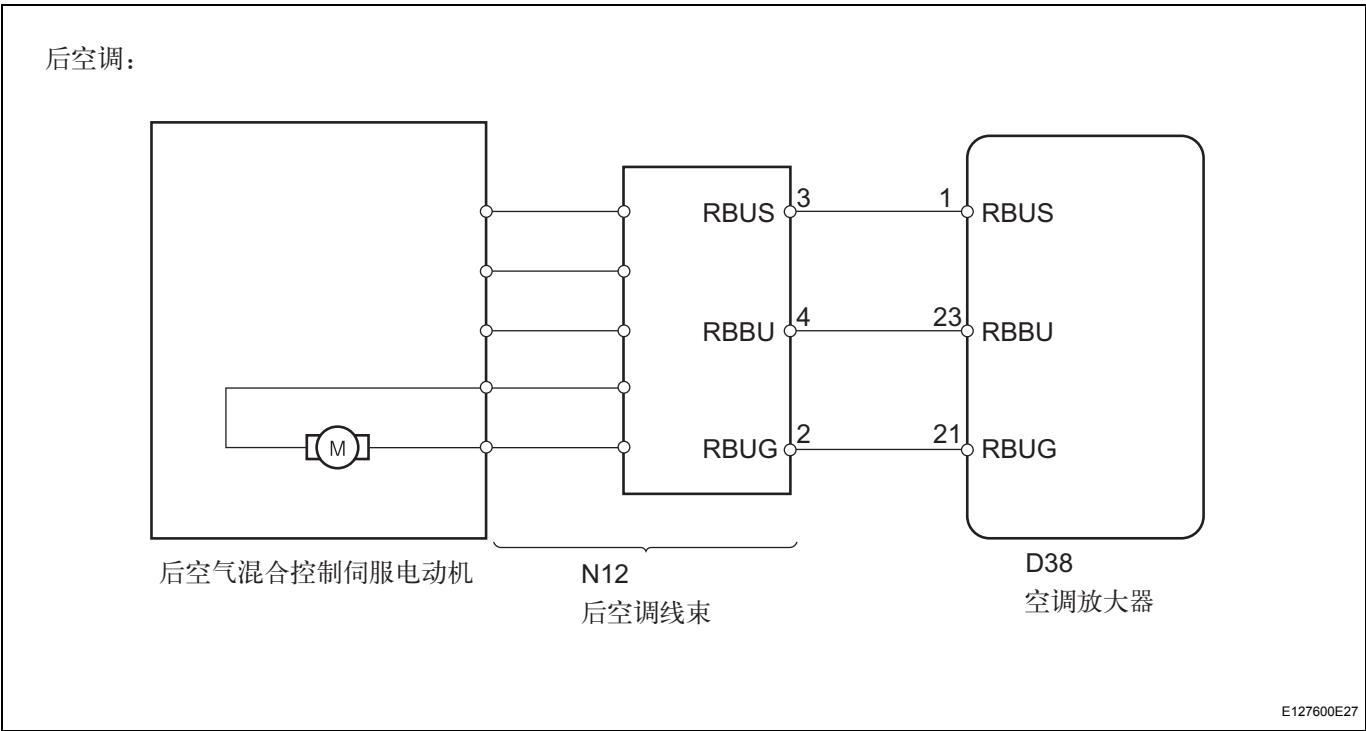 后空调：
RBUS 3 1 RBUS
RBBU 4 23 RBBU
M
RBUG 2 21 RBUG
后空气混合控制伺服电动机
N12
后空调线束
D38
空调放大器
E127600E27